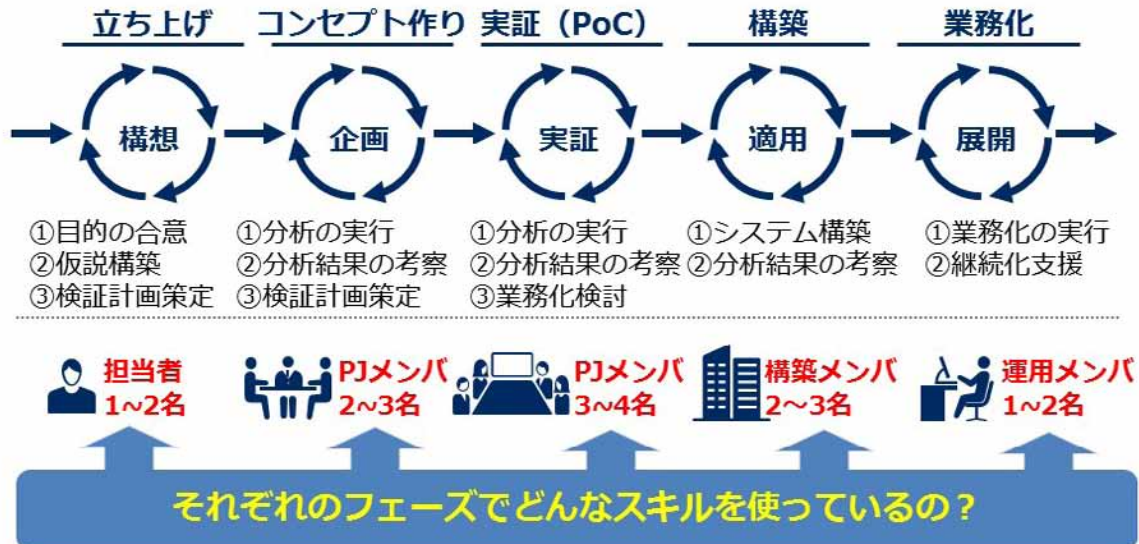 立ち上げ
コンセプト作り
実証（PoC）
構築
業務化
構想
企画
実証
適用
展開
①目的の合意
②仮説構築
③検証計画策定
①分析の実行
②分析結果の考察
③検証計画策定
①分析の実行
②分析結果の考察
③業務化検討
①システム構築
②分析結果の考察
①業務化の実行
②継続化支援
担当者
1~2名
PJメンバ
2~3名
PJメンバ
3~4名
構築メンバ
2～3名
運用メンバ
1~2名
それぞれのフェーズでどんなスキルを使っているの？